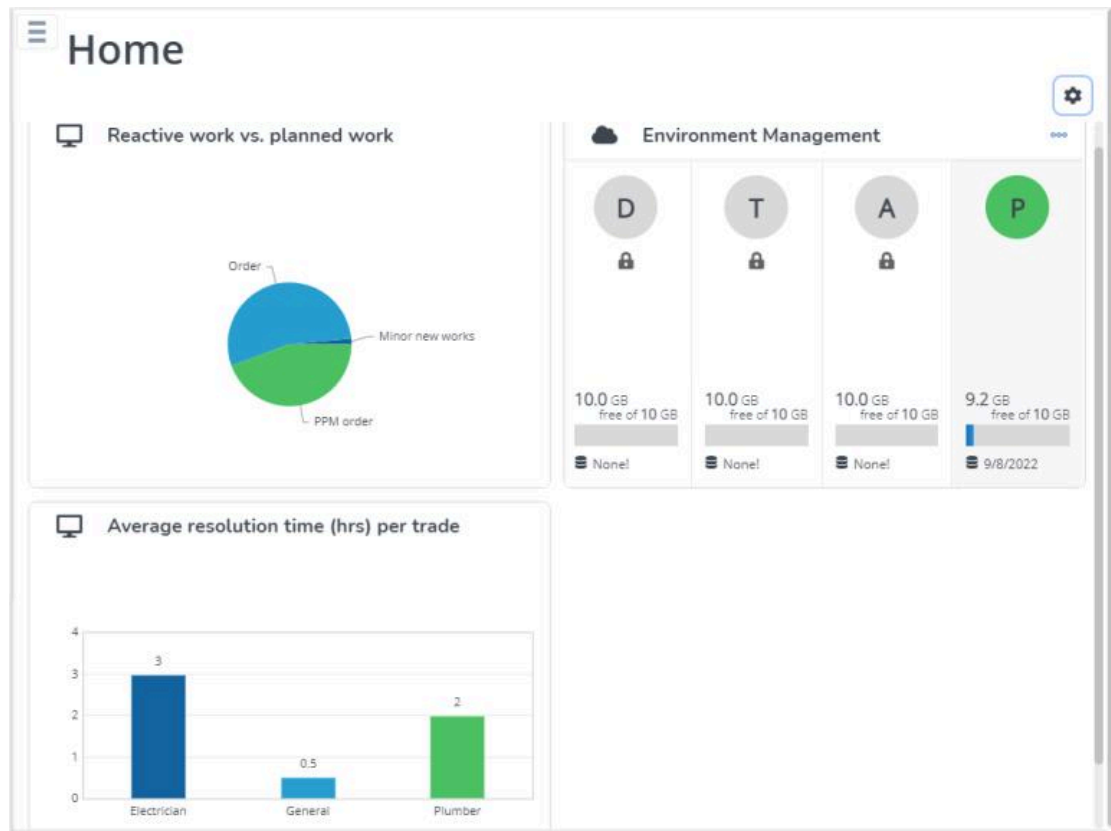 Home
Reactive work vs. planned work
Order
Minor new works
PPM order
Environment Management
D T A P
10.0 GB 10.0 GB 10.0 GB 9.2 GB
free of 10 GB free of 10 GB free of 10 GB free of 10 GB
None! None! None! 9/8/2022
Average resolution time (hrs) per trade
4
3
3
2
2
1
0.5
0
Electrician General Plumber